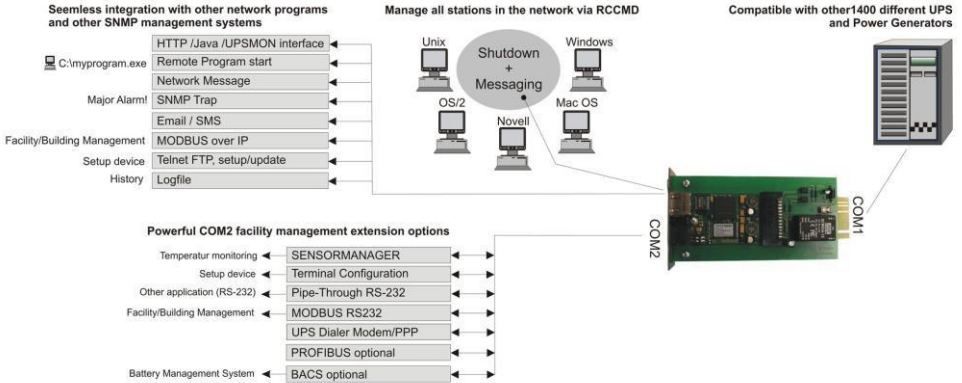 Seemless integration with other network programs
and other SNMP management systems
HTTP /Java /UPSMON interface
C:\myprogram.exe Remote Program start
Network Message
Major Alarm! SNMP Trap
Email / SMS
Facility/Building Management MODBUS over IP
Setup device Telnet FTP, setup/update
History Logfile
Manage all stations in the network via RCCMD
Unix
Shutdown
+
Messaging
Windows
OS/2
Novell
Mac OS
Compatible with other1400 different UPS
and Power Generators
COM1
COM2
Powerful COM2 facility management extension options
Temperatur monitoring SENSORMANAGER
Setup device Terminal Configuration
Other application (RS-232) Pipe-Through RS-232
Facility/Building Management MODBUS RS232
UPS Dialer Modem/PPP
PROFIBUS optional
Battery Management System BACS optional